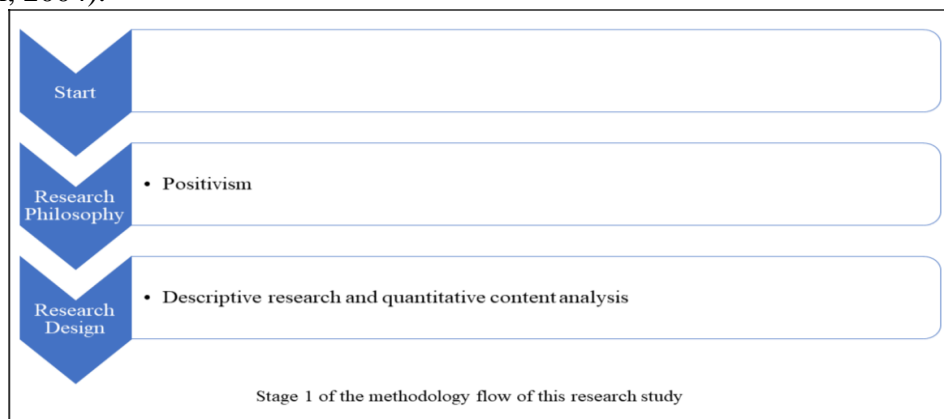 2004).
Start
Research
Philosophy
• Positivism
Research
Design
• Descriptive research and quantitative content analysis
Stage 1 of the methodology flow of this research study